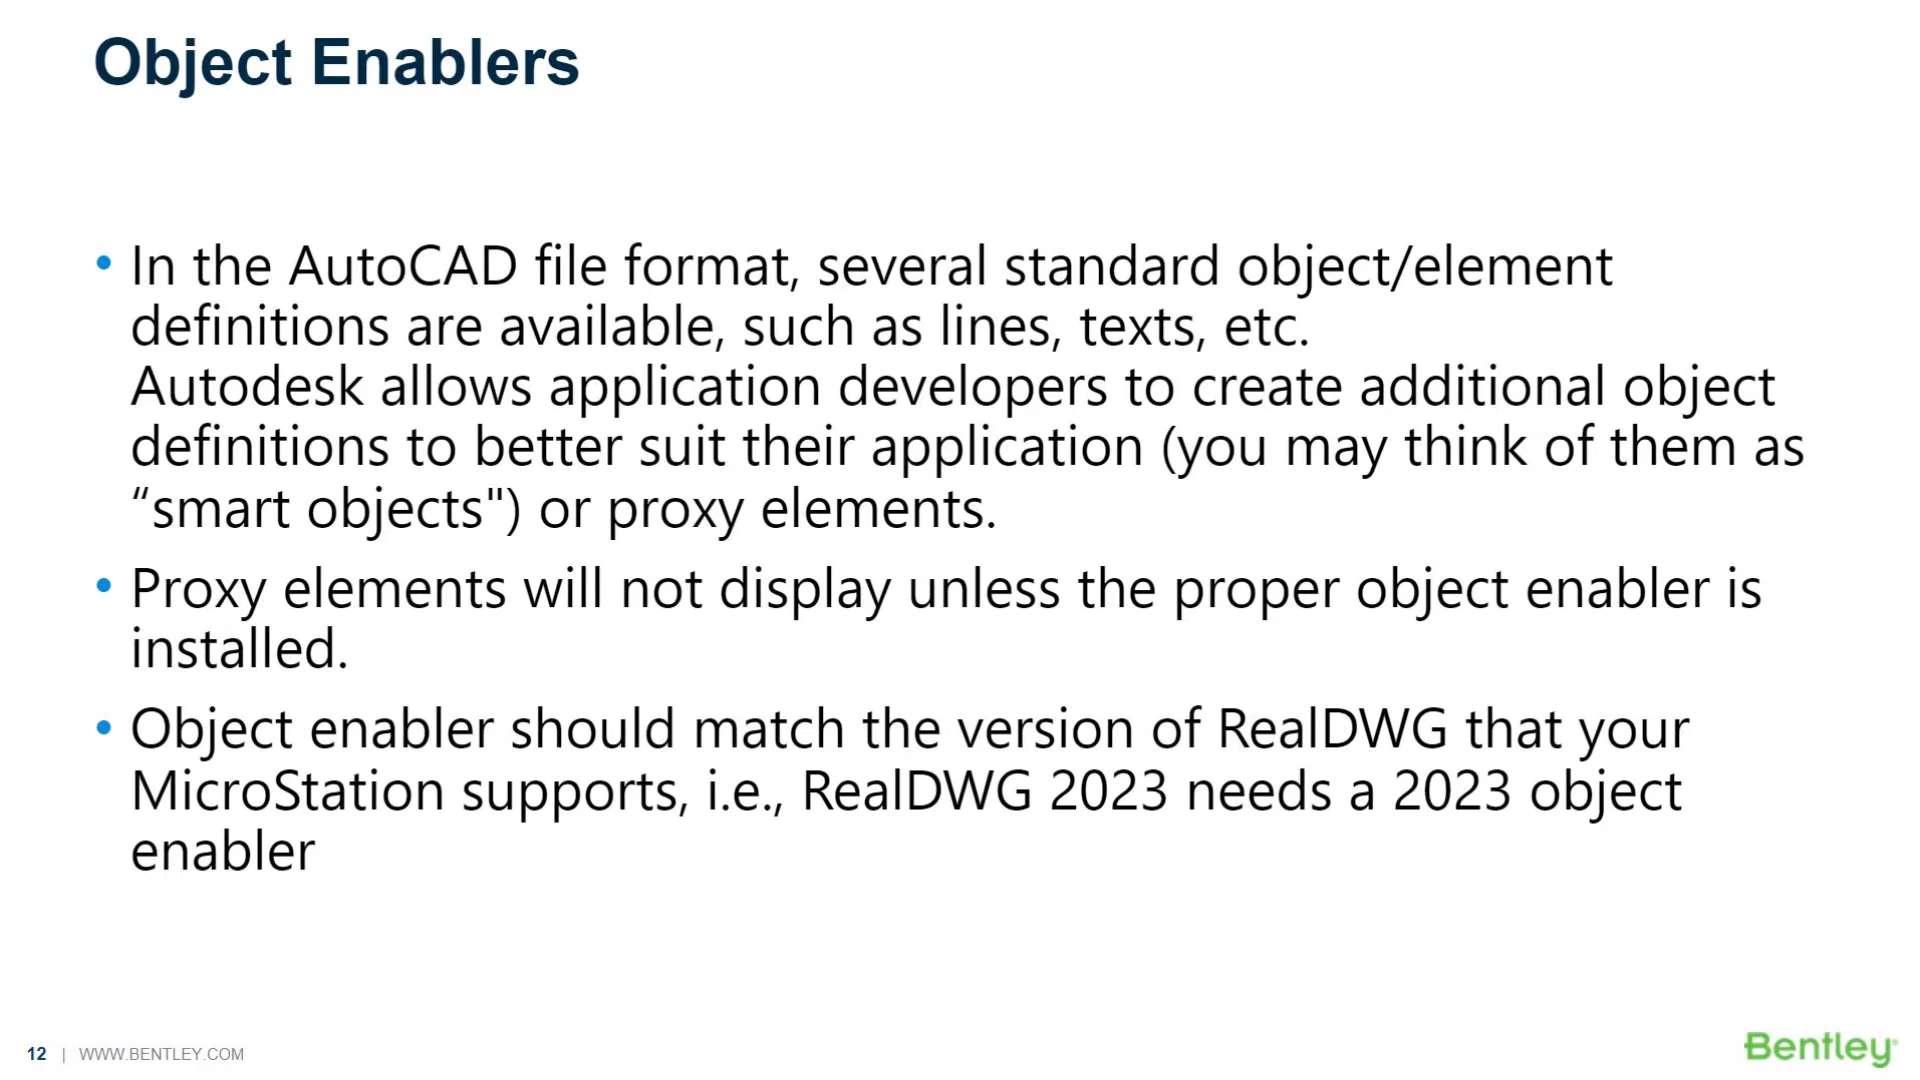 Object Enablers
• In the AutoCAD file format, several standard object/element
definitions are available, such as lines, texts, etc.
Autodesk allows application developers to create additional object
definitions to better suit their application (you may think of them as
“smart objects") or proxy elements.
• Proxy elements will not display unless the proper object enabler is
installed.
• Object enabler should match the version of RealDWG that your
MicroStation supports, i.e., RealDWG 2023 needs a 2023 object
enabler
12 | WWW.BENTLEY.COM
Bentley